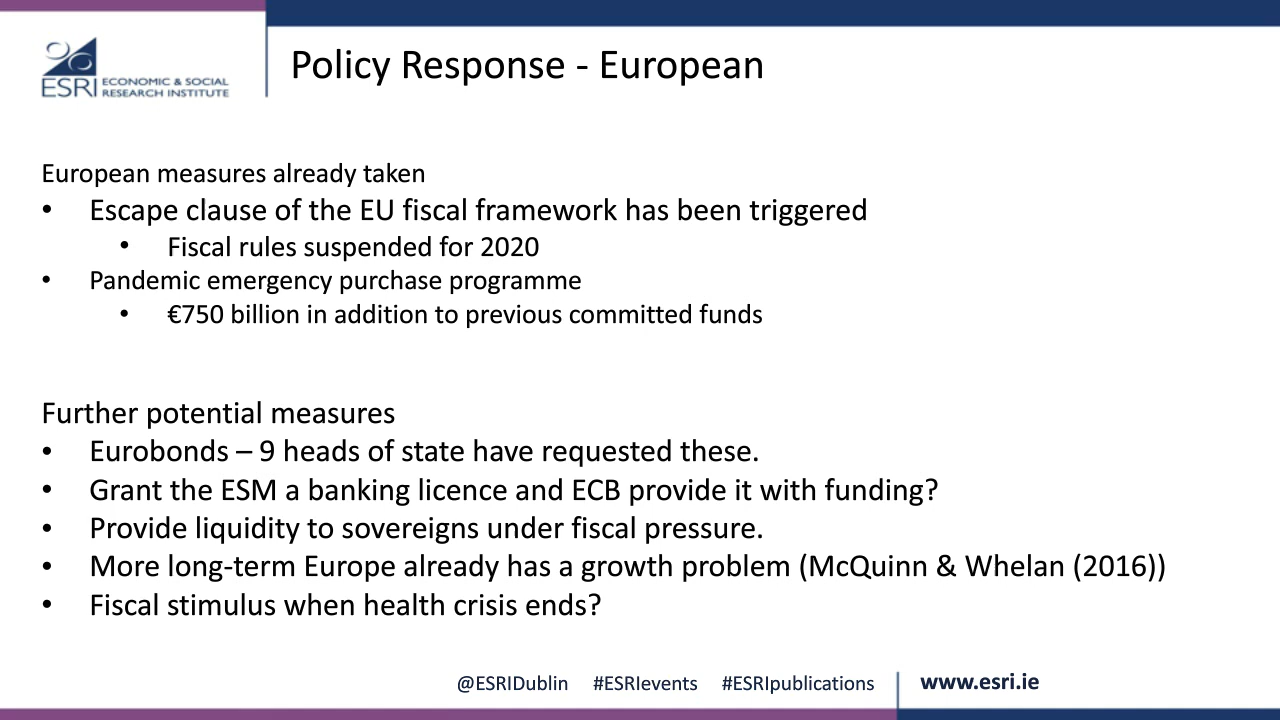 ESRI ECONOMIC & SOCIAL
RESEARCH INSTITUTE
Policy Response - European
European measures already taken
• Escape clause of the EU fiscal framework has been triggered
• Fiscal rules suspended for 2020
• Pandemic emergency purchase programme
• €750 billion in addition to previous committed funds
Further potential measures
• Eurobonds – 9 heads of state have requested these.
• Grant the ESM a banking licence and ECB provide it with funding?
• Provide liquidity to sovereigns under fiscal pressure.
• More long-term Europe already has a growth problem (McQuinn & Whelan (2016))
• Fiscal stimulus when health crisis ends?
@ESRIDublin #ESRIevents #ESRIpublications www.esri.ie